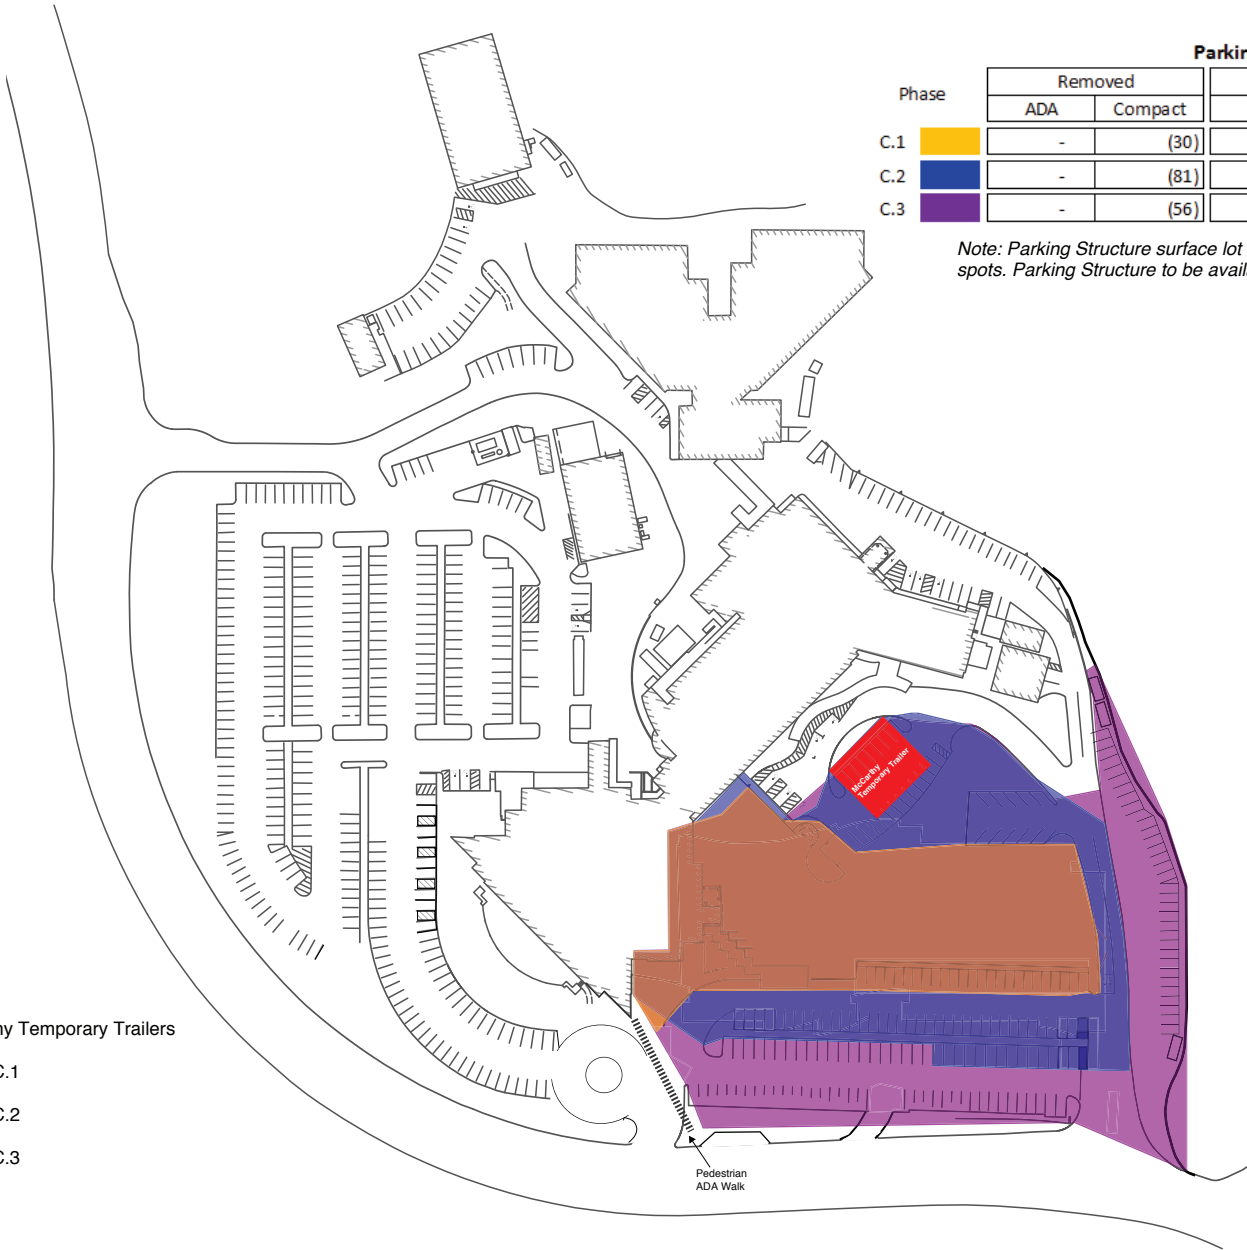 Parkin
Phase Removed
ADA Compact
C.1 - (30)
C.2 - (81)
C.3 - (56)
Note: Parking Structure surface lot
spots. Parking Structure to be avail
McCarthy
Temporary Trailer
ny Temporary Trailers
C.1
C.2
C.3
Pedestrian
ADA Walk